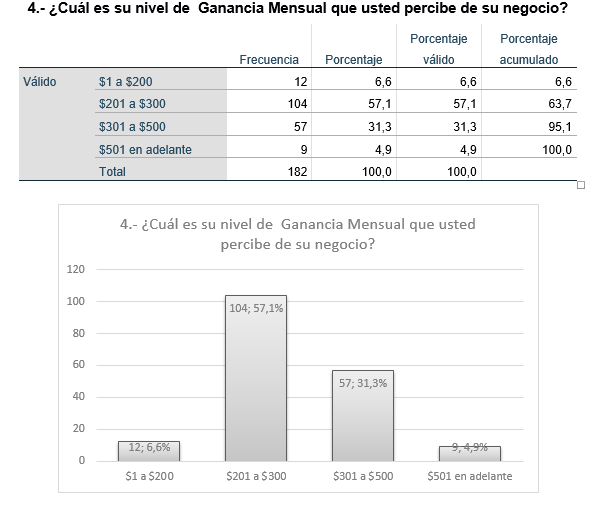 4.- ¿Cuál es su nivel de  Ganancia Mensual que usted percibe de su negocio?
Frecuencia Porcentaje Porcentaje válido Porcentaje acumulado
Válido $1 a $200 12 6,6 6,6 6,6
$201 a $300 104 57,1 57,1 63,7
$301 a $500 57 31,3 31,3 95,1
$501 en adelante 9 4,9 4,9 100,0
Total 182 100,0 100,0
4.- ¿Cuál es su nivel de  Ganancia Mensual que usted
percibe de su negocio?
120
100
80
60
40
20
0
12; 6,6%
104; 57,1%
57; 31,3%
9; 4,9%
$1 a $200
$201 a $300
$301 a $500
$501 en adelante